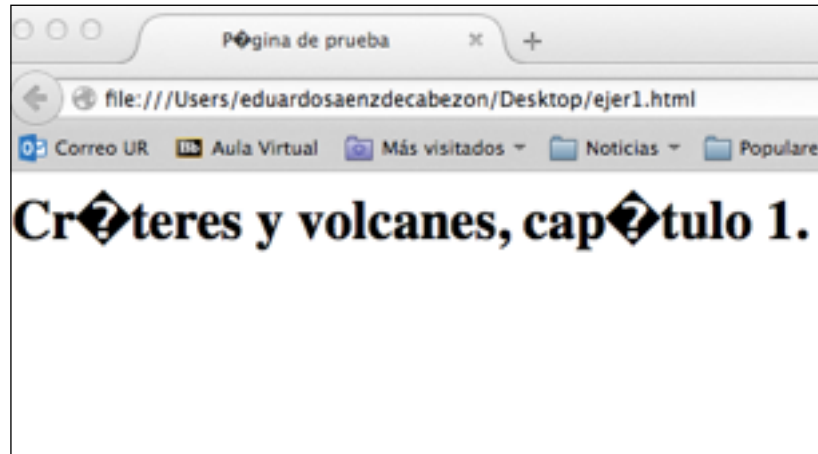 P�gina de prueba
file:///Users/eduardosaenzdecabezon/Desktop/ejer1.html
Correo UR Bb Aula Virtual Más visitados Noticias Populare
Cr�teres y volcanes, cap�tulo 1.